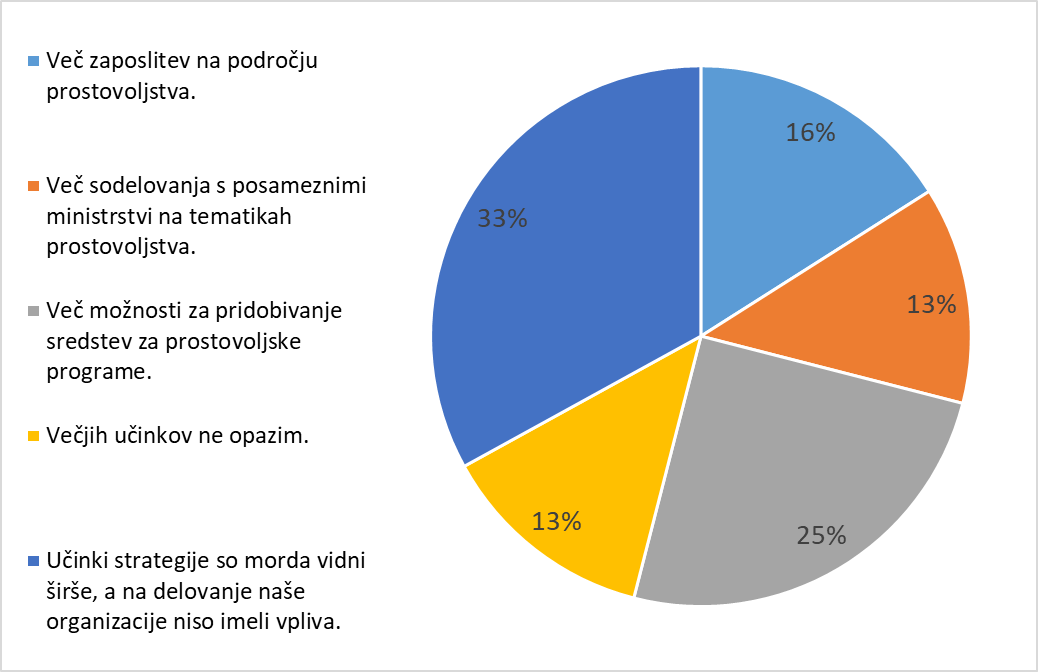 Več zaposlitev na področju
prostovoljstva.
Več sodelovanja s posameznimi
ministrstvi na tematikah
prostovoljstva.
Več možnosti za pridobivanje
sredstev za prostovoljske
programe.
Večjih učinkov ne opazim.
Učinki strategije so morda vidni
širše, a na delovanje naše
organizacije niso imeli vpliva.
16%
13%
25%
13%
33%